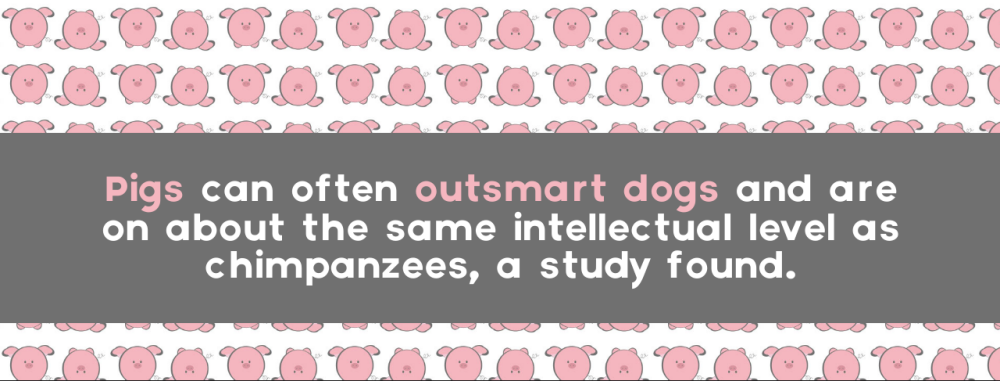 Pigs can often outsmart dogs and are
on about the same intellectual level as
chimpanzees, a study found.